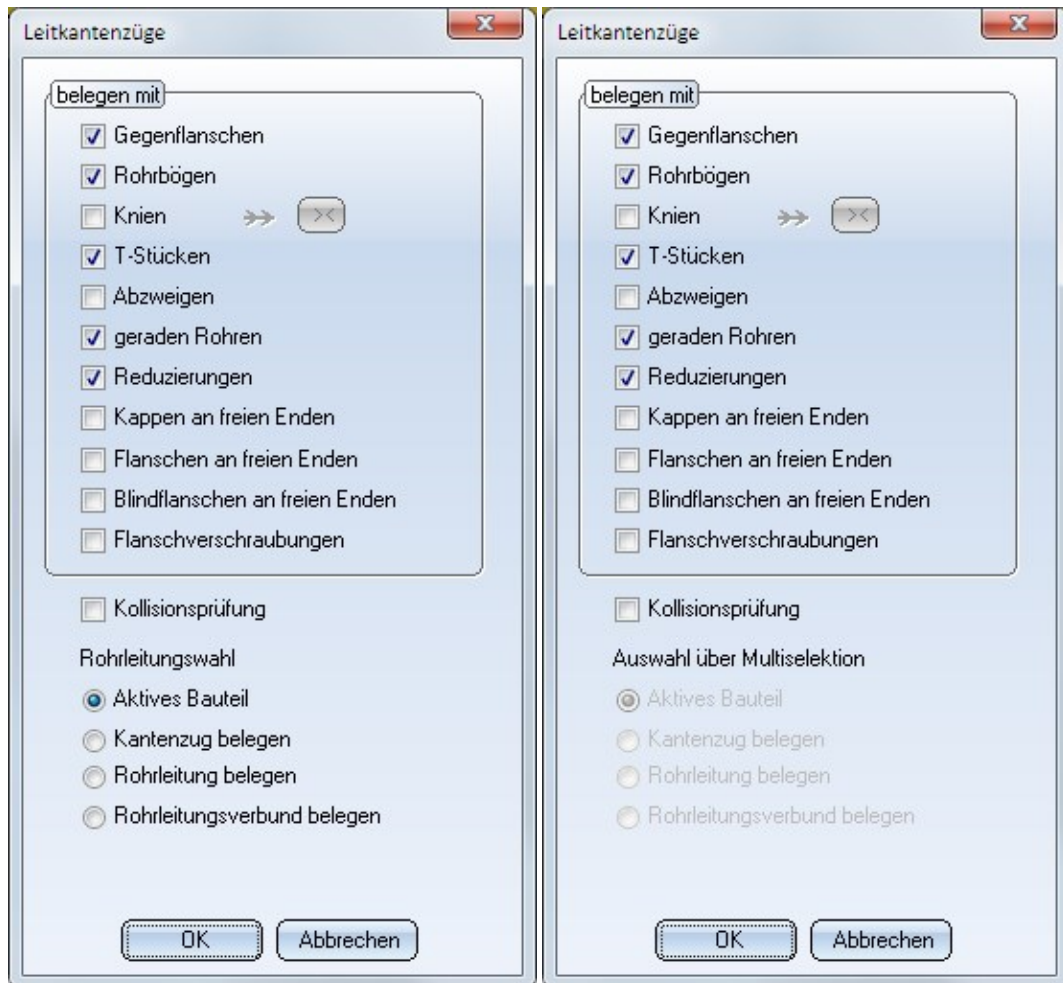 Leitkantenzüge
belegen mit
Gegenflanschen
Rohrbögen
Knien
T-Stücken
Abzweigen
geraden Rohren
Reduzierungen
Kappen an freien Enden
Flanschen an freien Enden
Blindflanschen an freien Enden
Flanschverschraubungen
Kollisionsprüfung
Rohrleitungswahl
Aktives Bauteil
Kantenzug belegen
Rohrleitung belegen
Rohrleitungsverbund belegen
OK Abbrechen
Leitkantenzüge
belegen mit
Gegenflanschen
Rohrbögen
Knien
T-Stücken
Abzweigen
geraden Rohren
Reduzierungen
Kappen an freien Enden
Flanschen an freien Enden
Blindflanschen an freien Enden
Flanschverschraubungen
Kollisionsprüfung
Auswahl über Multiselektion
Aktives Bauteil
Kantenzug belegen
Rohrleitung belegen
Rohrleitungsverbund belegen
OK Abbrechen